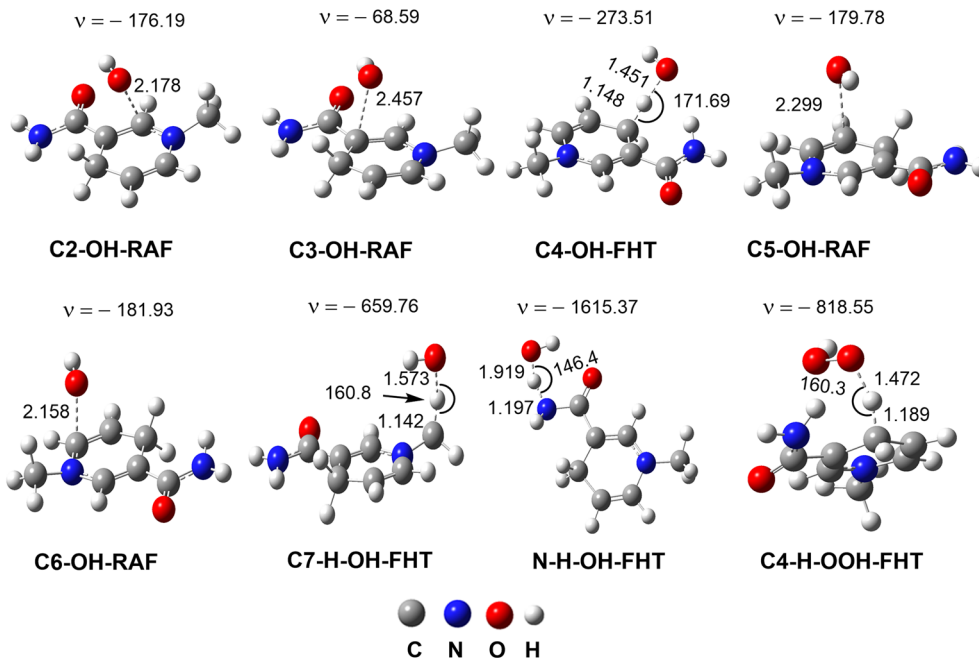 ν = − 176.19
ν = − 68.59
ν = − 273.51
ν = − 179.78
2.178
2.457
1.451
1.148
171.69
2.299
C2-OH-RAF
C3-OH-RAF
C4-OH-FHT
C5-OH-RAF
ν = − 181.93
ν = − 659.76
ν = − 1615.37
ν = − 818.55
2.158
160.8
1.573
1.142
1.919
146.4
1.197
160.3
1.472
1.189
C6-OH-RAF
C7-H-OH-FHT
N-H-OH-FHT
C4-H-OOH-FHT
C N O H